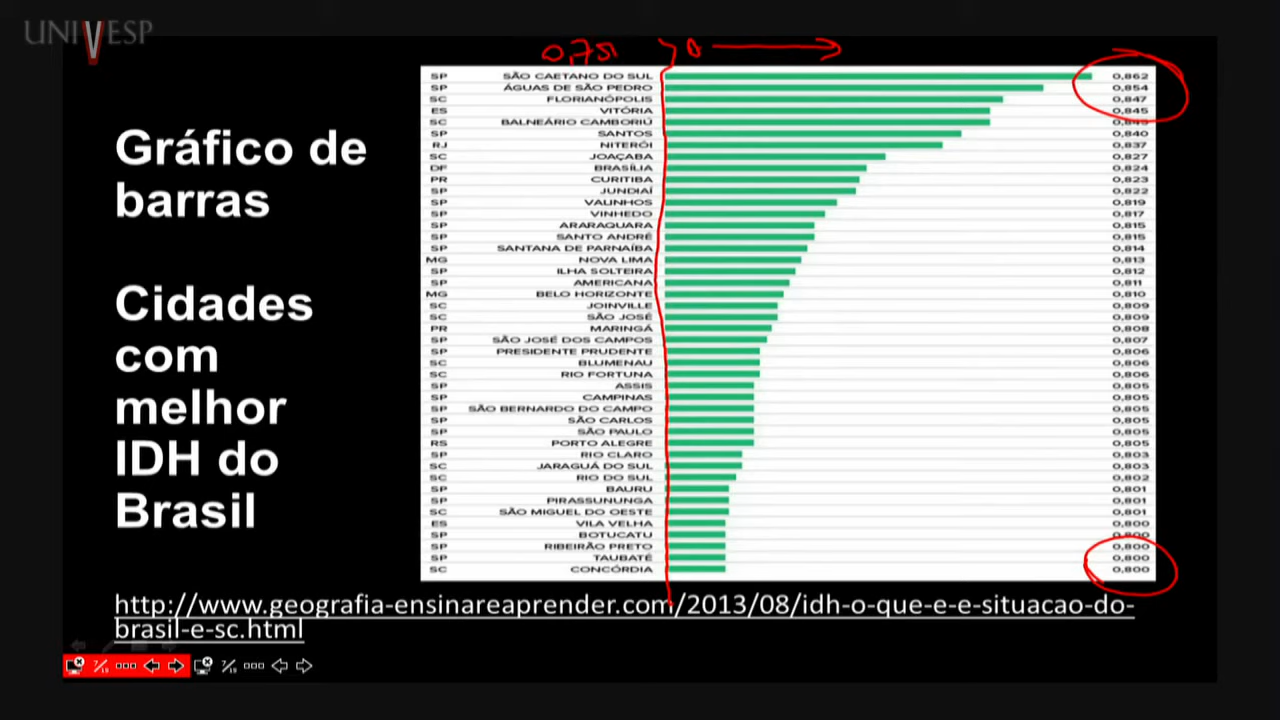 UNIVESP
0,751 0
Gráfico de
barras
Cidades
com
melhor
IDH do
Brasil
SP SÃO CAETANO DO SUL 0,862
SP ÁGUAS DE SÃO PEDRO 0,854
SC FLORIANÓPOLIS 0,847
ES VITÓRIA 0,845
SC BALNEÁRIO CAMBORIÚ 0,845
SP SANTOS 0,840
RJ NITERÓI 0,837
SC JOAÇABA 0,827
DF BRASÍLIA 0,824
PR CURITIBA 0,823
SP JUNDIAÍ 0,822
SP VALINHOS 0,819
SP VINHEDO 0,817
SP ARARAQUARA 0,815
SP SANTO ANDRÉ 0,815
SP SANTANA DE PARNAÍBA 0,814
MG NOVA LIMA 0,813
SP ILHA SOLTEIRA 0,812
SP AMERICANA 0,811
MG BELO HORIZONTE 0,810
SC JOINVILLE 0,809
SC SÃO JOSÉ 0,809
PR MARINGÁ 0,808
SP SÃO JOSÉ DOS CAMPOS 0,807
SP PRESIDENTE PRUDENTE 0,806
SC BLUMENAU 0,806
SC RIO FORTUNA 0,806
SP ASSIS 0,805
SP CAMPINAS 0,805
SP SÃO BERNARDO DO CAMPO 0,805
SP SÃO CARLOS 0,805
SP SÃO PAULO 0,805
RS PORTO ALEGRE 0,805
SP RIO CLARO 0,803
SC JARAGUÁ DO SUL 0,803
SC RIO DO SUL 0,802
SP BAURU 0,801
SP PIRASSUNUNGA 0,801
SC SÃO MIGUEL DO OESTE 0,801
ES VILA VELHA 0,800
SP BOTUCATU 0,800
SP RIBEIRÃO PRETO 0,800
SP TAUBATÉ 0,800
SC CONCÓRDIA 0,800
http://www.geografia-ensinareaprender.com/2013/08/idh-o-que-e-e-situacao-do-
brasil-e-sc.html
7/19 7/19